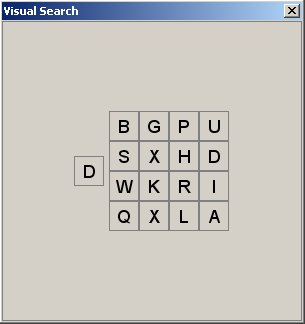 Visual Search
B G P U
S X H D
D
W K R I
Q X L A